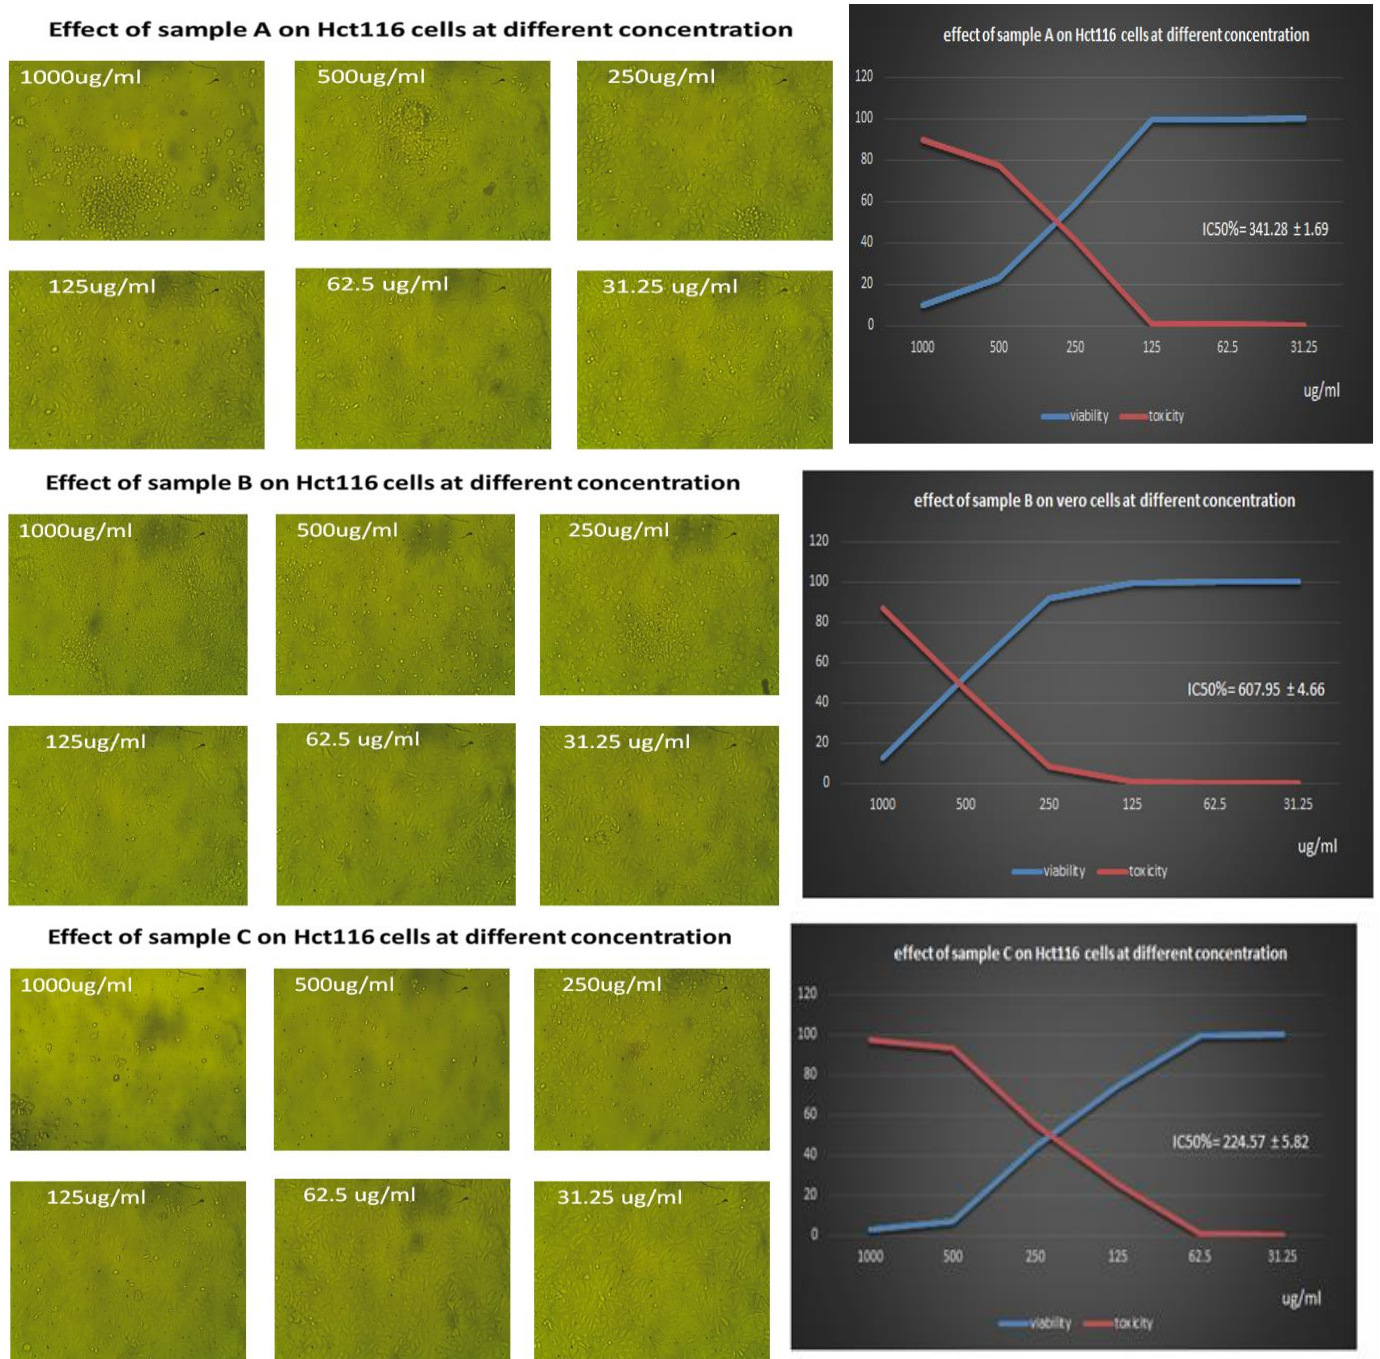 Effect of sample A on Hct116 cells at different concentration
1000ug/ml
500ug/ml
250ug/ml
125ug/ml
62.5 ug/ml
31.25 ug/ml
effect of sample A on Hct116 cells at different concentration
120
100
80
60
40
20
0
IC50%= 341.28 ±1.69
1000 500 250 125 62.5 31.25
ug/ml
viability toxicity
Effect of sample B on Hct116 cells at different concentration
1000ug/ml
500ug/ml
250ug/ml
125ug/ml
62.5 ug/ml
31.25 ug/ml
effect of sample B on vero cells at different concentration
120
100
80
60
40
20
0
IC50%= 607.95 ±4.66
1000 500 250 125 62.5 31.25
ug/ml
viability toxicity
Effect of sample C on Hct116 cells at different concentration
1000ug/ml
500ug/ml
250ug/ml
125ug/ml
62.5 ug/ml
31.25 ug/ml
effect of sample C on Hct116 cells at different concentration
120
100
80
60
40
20
0
IC50%= 224.57 ±5.82
1000 500 250 125 62.5 31.25
ug/ml
viability toxicity